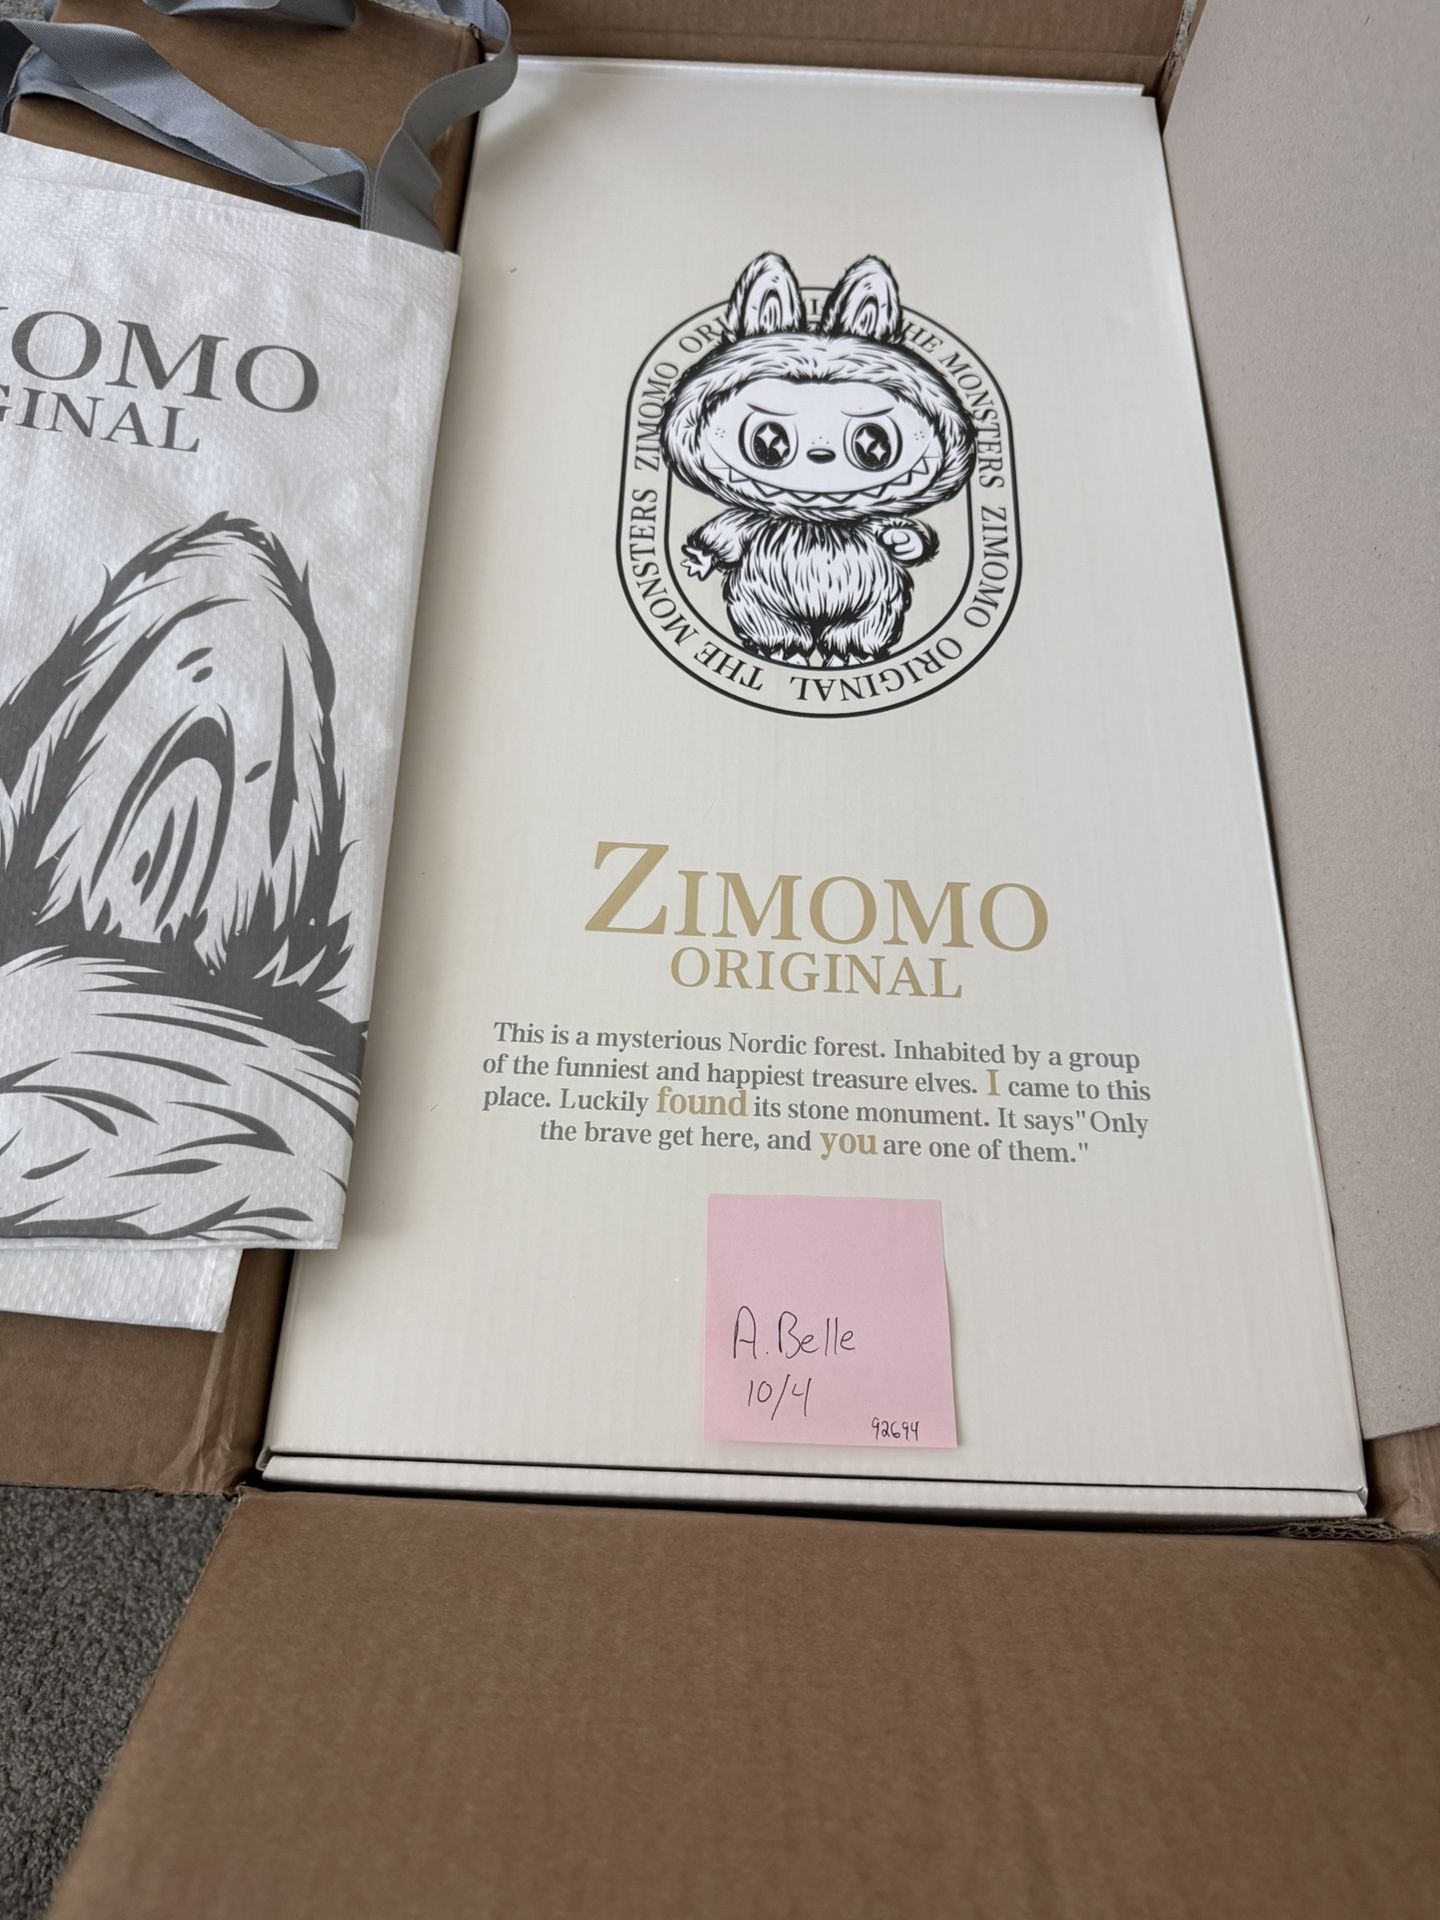 OMO
GINAL
ZIMOMO ORI THE MONSTERS ZIMOMO ORIGINAL THE MONSTERS
ZIMOMO
ORIGINAL
This is a mysterious Nordic forest. Inhabited by a group
of the funniest and happiest treasure elves. I came to this
place. Luckily found its stone monument. It says"Only
the brave get here, and you are one of them."
A. Belle
10/4
92694